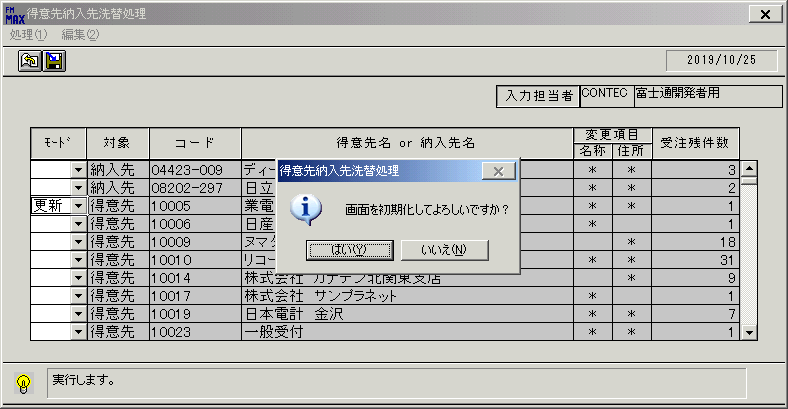 FM MAX 得意先納入先洗替処理
処理(1) 編集(2)
2019/10/25
入力担当者 CONTEC 富士通開発者用
ﾓｰﾄﾞ 対象 コード 得意先名 or 納入先名 変更項目 受注残件数
名称 住所
納入先 04423-009 ディー * * 3
納入先 08202-297 日立 * * 2
更新 得意先 10005 業電 * * 1
得意先 10006 日産 * 1
得意先 10009 ヌマタ * 18
得意先 10010 リコー * * 31
得意先 10014 株式会社 カナデン北関東支店 * 9
得意先 10017 株式会社 サンプラネット * 1
得意先 10019 日本電計 金沢 * * 7
得意先 10023 一般受付 * * 1
得意先納入先洗替処理
画面を初期化してよろしいですか？
はい(Y) いいえ(N)
実行します。